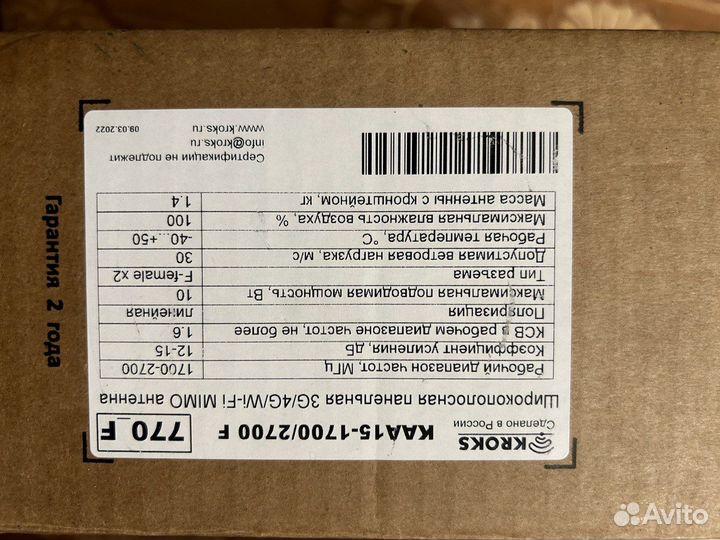 KROKS
Сделано в России
KAA15-1700/2700 F
770_F
Широкополосная панельная 3G/4G/Wi-Fi MIMO антенна
Рабочий диапазон частот, МГц 1700-2700
Коэффициент усиления, дБ 12-15
КСВ в рабочем диапазоне частот, не более 1.6
Поляризация линейная
Максимальная подводимая мощность, Вт 10
Тип разъема F-female x2
Допустимая ветровая нагрузка, м/с 30
Рабочая температура, °С -40...+50
Максимальная влажность воздуха, % 100
Масса антенны с кронштейном, кг 1.4
Сертификации не подлежит
info@kroks.ru
www.kroks.ru
09.03.2022
Гарантия 2 года
Avito